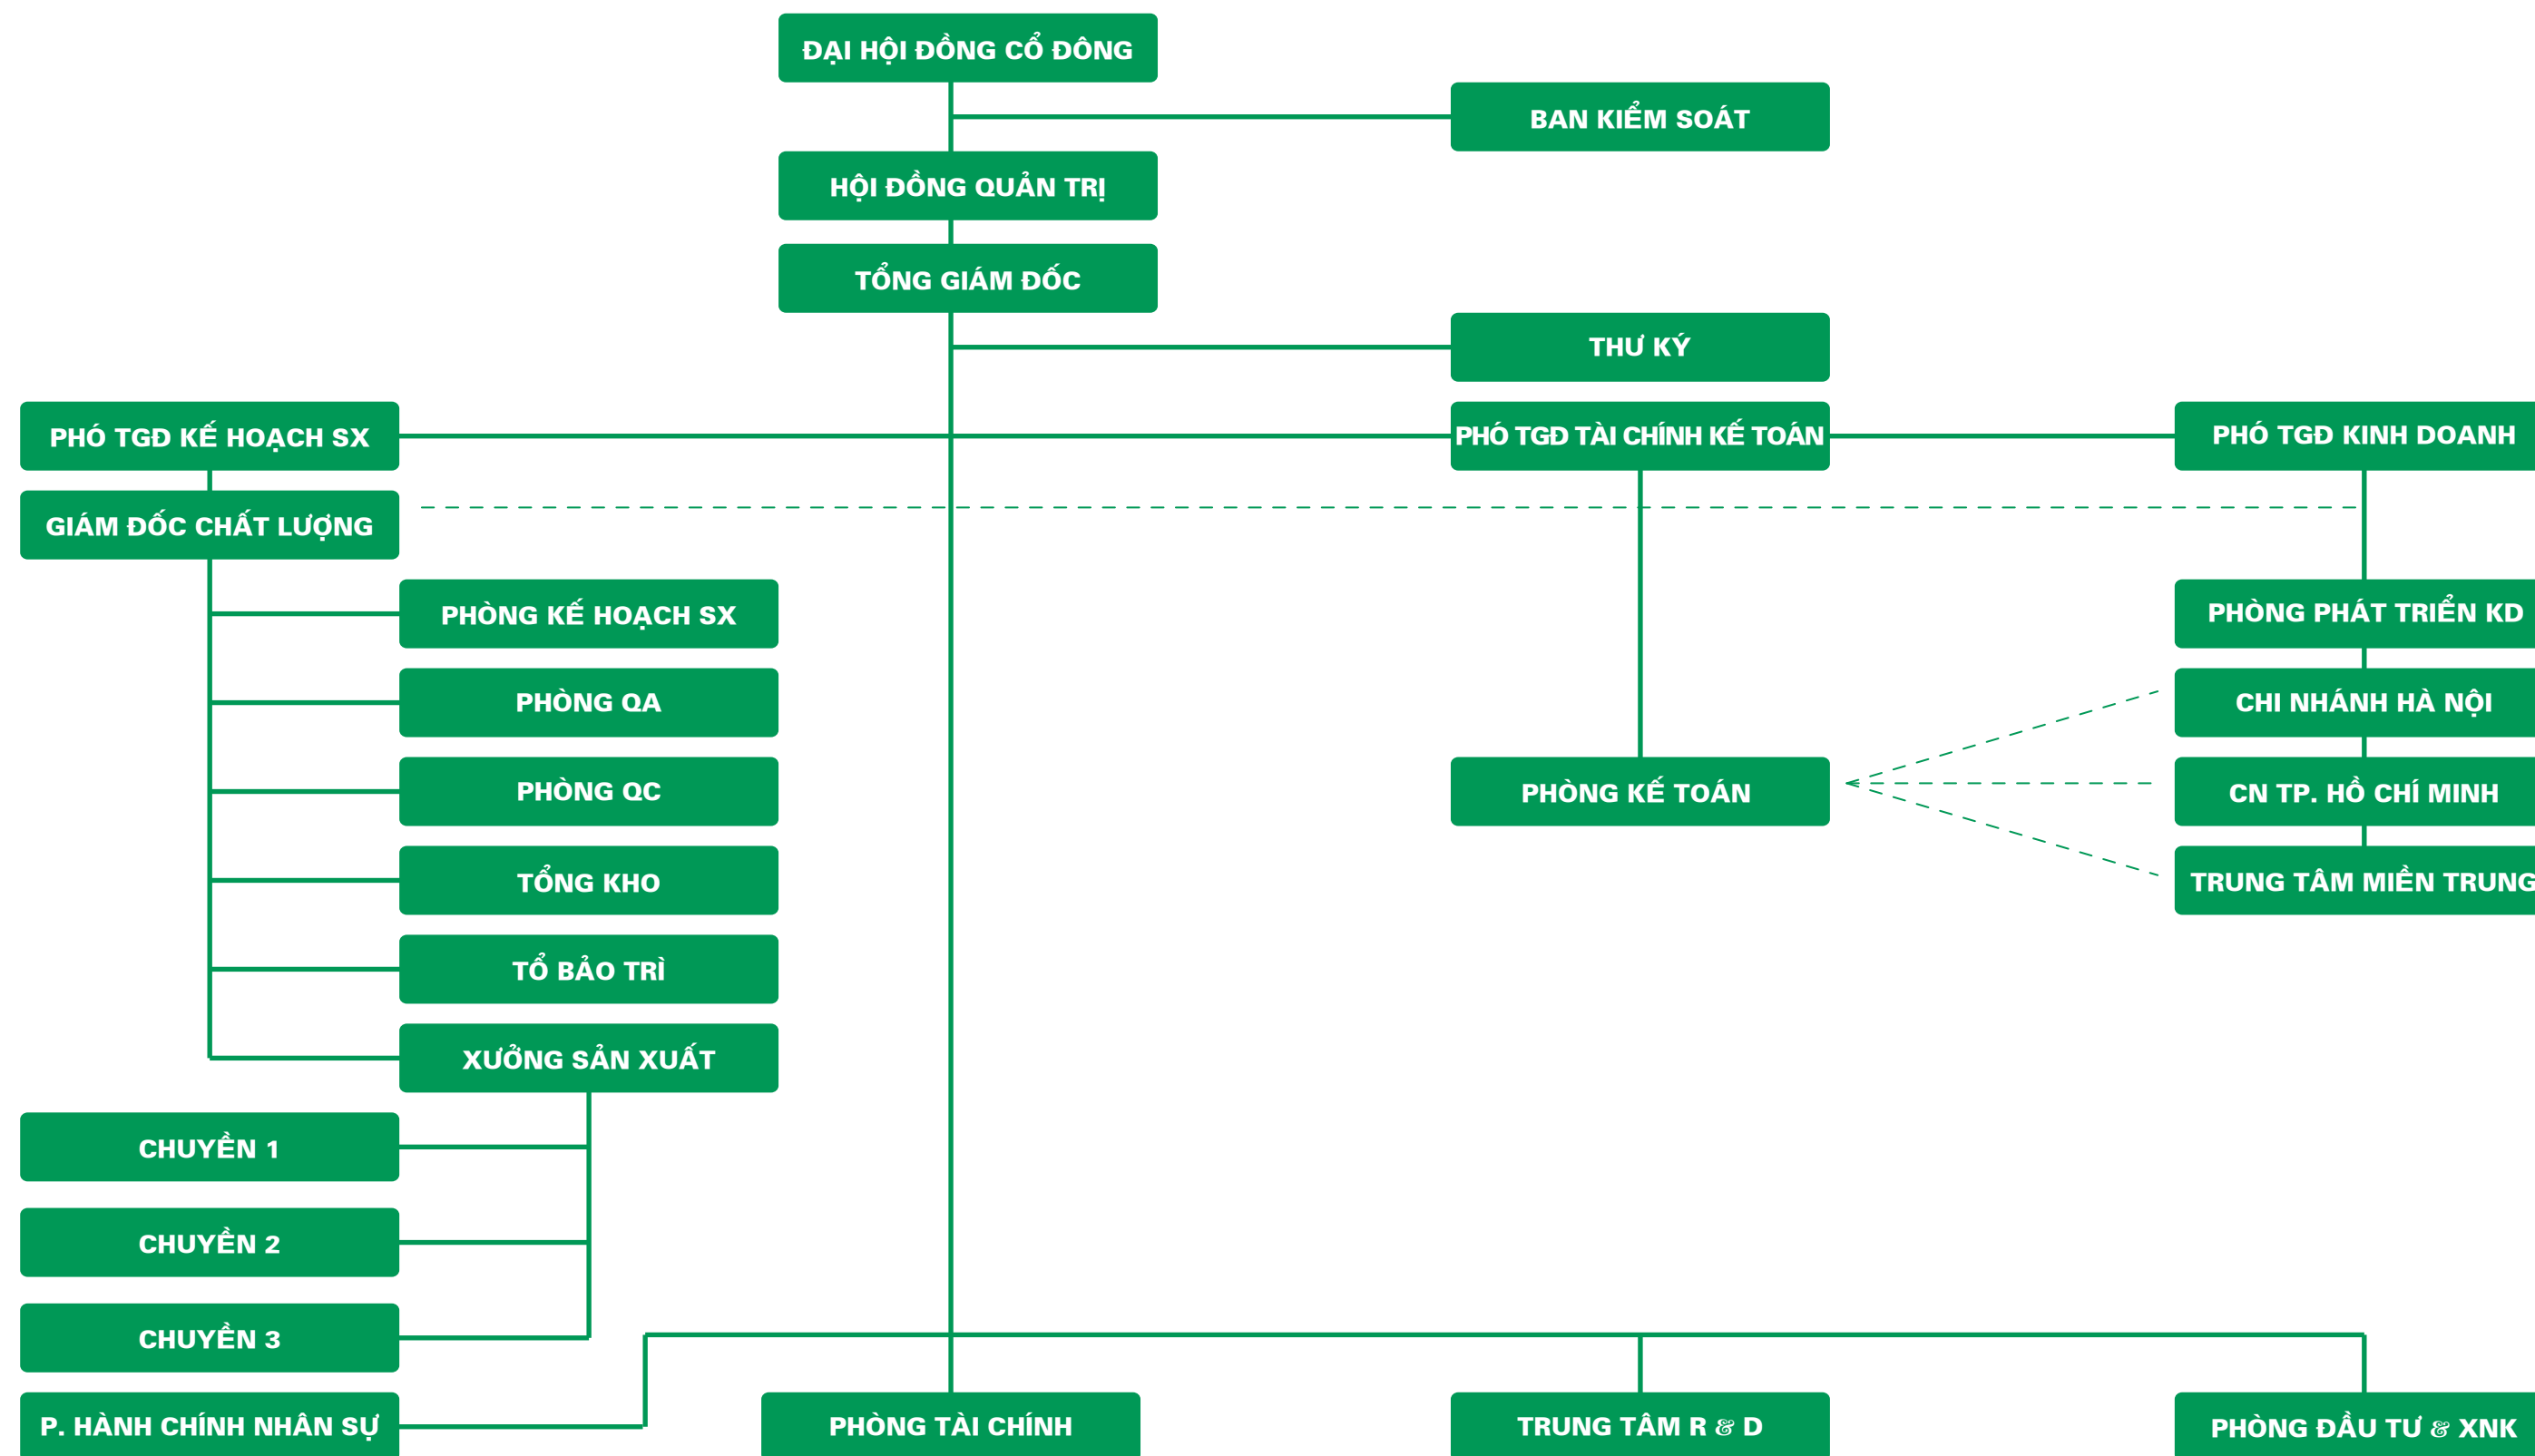 ĐẠI HỘI ĐỒNG CỔ ĐÔNG
BAN KIỂM SOÁT
HỘI ĐỒNG QUẢN TRỊ
TỔNG GIÁM ĐỐC
THƯ KÝ
PHÓ TGĐ KẾ HOẠCH SX
PHÓ TGĐ TÀI CHÍNH KẾ TOÁN
PHÓ TGĐ KINH DOANH
GIÁM ĐỐC CHẤT LƯỢNG
PHÒNG KẾ HOẠCH SX
PHÒNG PHÁT TRIỂN KD
PHÒNG QA
CHI NHÁNH HÀ NỘI
PHÒNG QC
PHÒNG KẾ TOÁN
CN TP. HỒ CHÍ MINH
TỔNG KHO
TRUNG TÂM MIỀN TRUNG
TỔ BẢO TRÌ
XƯỞNG SẢN XUẤT
CHUYỀN 1
CHUYỀN 2
CHUYỀN 3
P. HÀNH CHÍNH NHÂN SỰ
PHÒNG TÀI CHÍNH
TRUNG TÂM R & D
PHÒNG ĐẦU TƯ & XNK